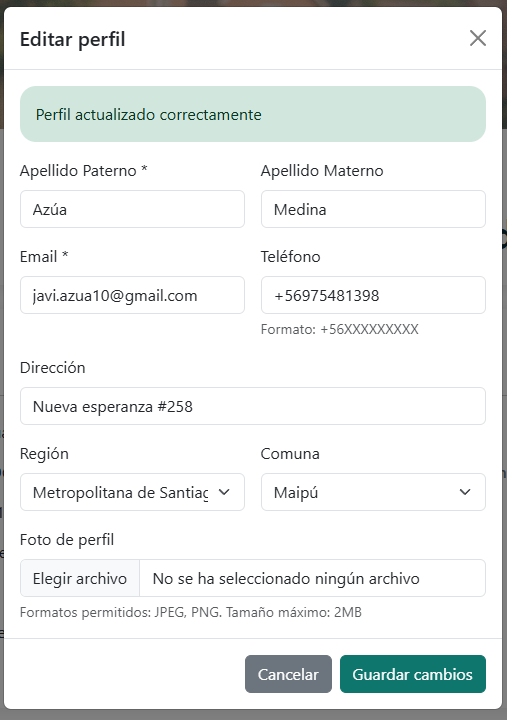 Editar perfil
Perfil actualizado correctamente
Apellido Paterno * Apellido Materno
Azúa Medina
Email * Teléfono
javi.azua10@gmail.com +56975481398
Formato: +56XXXXXXXXX
Dirección
Nueva esperanza #258
Región Comuna
Metropolitana de Santiag Maipú
Foto de perfil
Elegir archivo No se ha seleccionado ningún archivo
Formatos permitidos: JPEG, PNG. Tamaño máximo: 2MB
Cancelar Guardar cambios